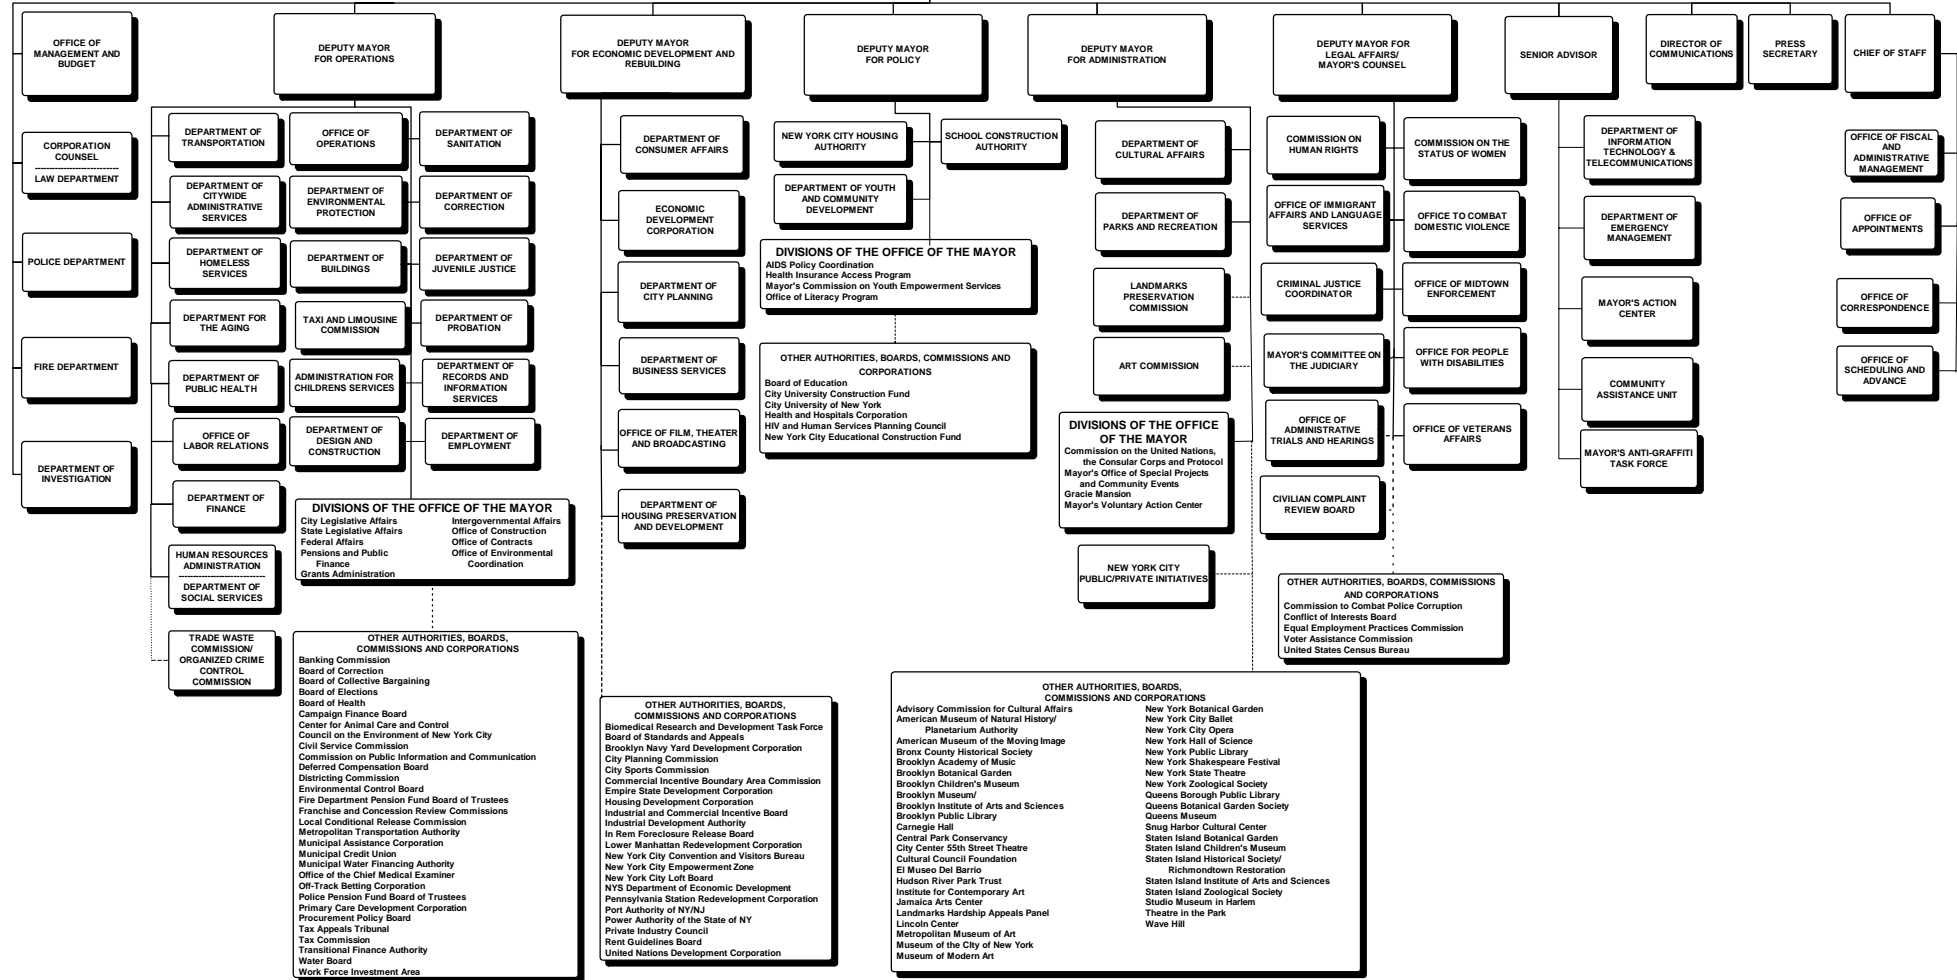 OFFICE OF
MANAGEMENT AND
BUDGET
DEPUTY MAYOR
FOR OPERATIONS
DEPUTY MAYOR
FOR ECONOMIC DEVELOPMENT AND
REBUILDING
DEPUTY MAYOR
FOR POLICY
DEPUTY MAYOR
FOR ADMINISTRATION
DEPUTY MAYOR FOR
LEGAL AFFAIRS/
MAYOR'S COUNSEL
SENIOR ADVISOR
DIRECTOR OF
COMMUNICATIONS
PRESS
SECRETARY
CHIEF OF STAFF
CORPORATION
COUNSEL
LAW DEPARTMENT
POLICE DEPARTMENT
FIRE DEPARTMENT
DEPARTMENT OF
INVESTIGATION
DEPARTMENT OF
TRANSPORTATION
OFFICE OF
OPERATIONS
DEPARTMENT OF
SANITATION
DEPARTMENT OF
CITYWIDE
ADMINISTRATIVE
SERVICES
DEPARTMENT OF
ENVIRONMENTAL
PROTECTION
DEPARTMENT OF
CORRECTION
DEPARTMENT OF
HOMELESS
SERVICES
DEPARTMENT OF
BUILDINGS
DEPARTMENT OF
JUVENILE JUSTICE
DEPARTMENT FOR
THE AGING
TAXI AND LIMOUSINE
COMMISSION
DEPARTMENT OF
PROBATION
DEPARTMENT OF
PUBLIC HEALTH
ADMINISTRATION FOR
CHILDRENS SERVICES
DEPARTMENT OF
RECORDS AND
INFORMATION
SERVICES
OFFICE OF
LABOR RELATIONS
DEPARTMENT OF
DESIGN AND
CONSTRUCTION
DEPARTMENT OF
EMPLOYMENT
DEPARTMENT OF
FINANCE
HUMAN RESOURCES
ADMINISTRATION
DEPARTMENT OF
SOCIAL SERVICES
TRADE WASTE
COMMISSION/
ORGANIZED CRIME
CONTROL
COMMISSION
DIVISIONS OF THE OFFICE OF THE MAYOR
City Legislative Affairs
State Legislative Affairs
Federal Affairs
Pensions and Public
Finance
Grants Administration
Intergovernmental Affairs
Office of Construction
Office of Contracts
Office of Environmental
Coordination
OTHER AUTHORITIES, BOARDS,
COMMISSIONS AND CORPORATIONS
Banking Commission
Board of Correction
Board of Collective Bargaining
Board of Elections
Board of Health
Campaign Finance Board
Center for Animal Care and Control
Council on the Environment of New York City
Civil Service Commission
Commission on Public Information and Communication
Deferred Compensation Board
Districting Commission
Environmental Control Board
Fire Department Pension Fund Board of Trustees
Franchise and Concession Review Commissions
Local Conditional Release Commission
Metropolitan Transportation Authority
Municipal Assistance Corporation
Municipal Credit Union
Municipal Water Financing Authority
Office of the Chief Medical Examiner
Off-Track Betting Corporation
Police Pension Fund Board of Trustees
Primary Care Development Corporation
Procurement Policy Board
Tax Appeals Tribunal
Tax Commission
Transitional Finance Authority
Water Board
Work Force Investment Area
DEPARTMENT OF
CONSUMER AFFAIRS
ECONOMIC
DEVELOPMENT
CORPORATION
DEPARTMENT OF
CITY PLANNING
DEPARTMENT OF
BUSINESS SERVICES
OFFICE OF FILM, THEATER
AND BROADCASTING
DEPARTMENT OF
HOUSING PRESERVATION
AND DEVELOPMENT
OTHER AUTHORITIES, BOARDS,
COMMISSIONS AND CORPORATIONS
Biomedical Research and Development Task Force
Board of Standards and Appeals
Brooklyn Navy Yard Development Corporation
City Planning Commission
City Sports Commission
Commercial Incentive Boundary Area Commission
Empire State Development Corporation
Housing Development Corporation
Industrial and Commercial Incentive Board
Industrial Development Authority
In Rem Foreclosure Release Board
Lower Manhattan Redevelopment Corporation
New York City Convention and Visitors Bureau
New York City Empowerment Zone
New York City Loft Board
NYS Department of Economic Development
Pennsylvania Station Redevelopment Corporation
Port Authority of NY/NJ
Power Authority of the State of NY
Private Industry Council
Rent Guidelines Board
United Nations Development Corporation
NEW YORK CITY HOUSING
AUTHORITY
SCHOOL CONSTRUCTION
AUTHORITY
DEPARTMENT OF YOUTH
AND COMMUNITY
DEVELOPMENT
DIVISIONS OF THE OFFICE OF THE MAYOR
AIDS Policy Coordination
Health Insurance Access Program
Mayor's Commission on Youth Empowerment Services
Office of Literacy Program
OTHER AUTHORITIES, BOARDS, COMMISSIONS AND
CORPORATIONS
Board of Education
City University Construction Fund
City University of New York
Health and Hospitals Corporation
HIV and Human Services Planning Council
New York City Educational Construction Fund
DEPARTMENT OF
CULTURAL AFFAIRS
DEPARTMENT OF
PARKS AND RECREATION
LANDMARKS
PRESERVATION
COMMISSION
ART COMMISSION
DIVISIONS OF THE OFFICE
OF THE MAYOR
Commission on the United Nations,
the Consular Corps and Protocol
Mayor's Office of Special Projects
and Community Events
Gracie Mansion
Mayor's Voluntary Action Center
NEW YORK CITY
PUBLIC/PRIVATE INITIATIVES
OTHER AUTHORITIES, BOARDS,
COMMISSIONS AND CORPORATIONS
Advisory Commission for Cultural Affairs
American Museum of Natural History/
Planetarium Authority
American Museum of the Moving Image
Bronx County Historical Society
Brooklyn Academy of Music
Brooklyn Botanical Garden
Brooklyn Children's Museum
Brooklyn Museum/
Brooklyn Institute of Arts and Sciences
Brooklyn Public Library
Carnegie Hall
Central Park Conservancy
City Center 55th Street Theatre
Cultural Council Foundation
El Museo Del Barrio
Hudson River Park Trust
Institute for Contemporary Art
Jamaica Arts Center
Landmarks Hardship Appeals Panel
Lincoln Center
Metropolitan Museum of Art
Museum of the City of New York
Museum of Modern Art
New York Botanical Garden
New York City Ballet
New York City Opera
New York Hall of Science
New York Public Library
New York Shakespeare Festival
New York State Theatre
New York Zoological Society
Queens Borough Public Library
Queens Botanical Garden Society
Queens Museum
Snug Harbor Cultural Center
Staten Island Botanical Garden
Staten Island Children's Museum
Staten Island Historical Society/
Richmondtown Restoration
Staten Island Institute of Arts and Sciences
Staten Island Zoological Society
Studio Museum in Harlem
Theatre in the Park
Wave Hill
COMMISSION ON
HUMAN RIGHTS
COMMISSION ON THE
STATUS OF WOMEN
OFFICE OF IMMIGRANT
AFFAIRS AND LANGUAGE
SERVICES
OFFICE TO COMBAT
DOMESTIC VIOLENCE
CRIMINAL JUSTICE
COORDINATOR
OFFICE OF MIDTOWN
ENFORCEMENT
MAYOR'S COMMITTEE ON
THE JUDICIARY
OFFICE FOR PEOPLE
WITH DISABILITIES
OFFICE OF
ADMINISTRATIVE
TRIALS AND HEARINGS
OFFICE OF VETERANS
AFFAIRS
CIVILIAN COMPLAINT
REVIEW BOARD
OTHER AUTHORITIES, BOARDS, COMMISSIONS
AND CORPORATIONS
Commission to Combat Police Corruption
Conflict of Interests Board
Equal Employment Practices Commission
Voter Assistance Commission
United States Census Bureau
DEPARTMENT OF
INFORMATION
TECHNOLOGY &
TELECOMMUNICATIONS
DEPARTMENT OF
EMERGENCY
MANAGEMENT
MAYOR'S ACTION
CENTER
COMMUNITY
ASSISTANCE UNIT
MAYOR'S ANTI-GRAFFITI
TASK FORCE
OFFICE OF FISCAL
AND
ADMINISTRATIVE
MANAGEMENT
OFFICE OF
APPOINTMENTS
OFFICE OF
CORRESPONDENCE
OFFICE OF
SCHEDULING AND
ADVANCE